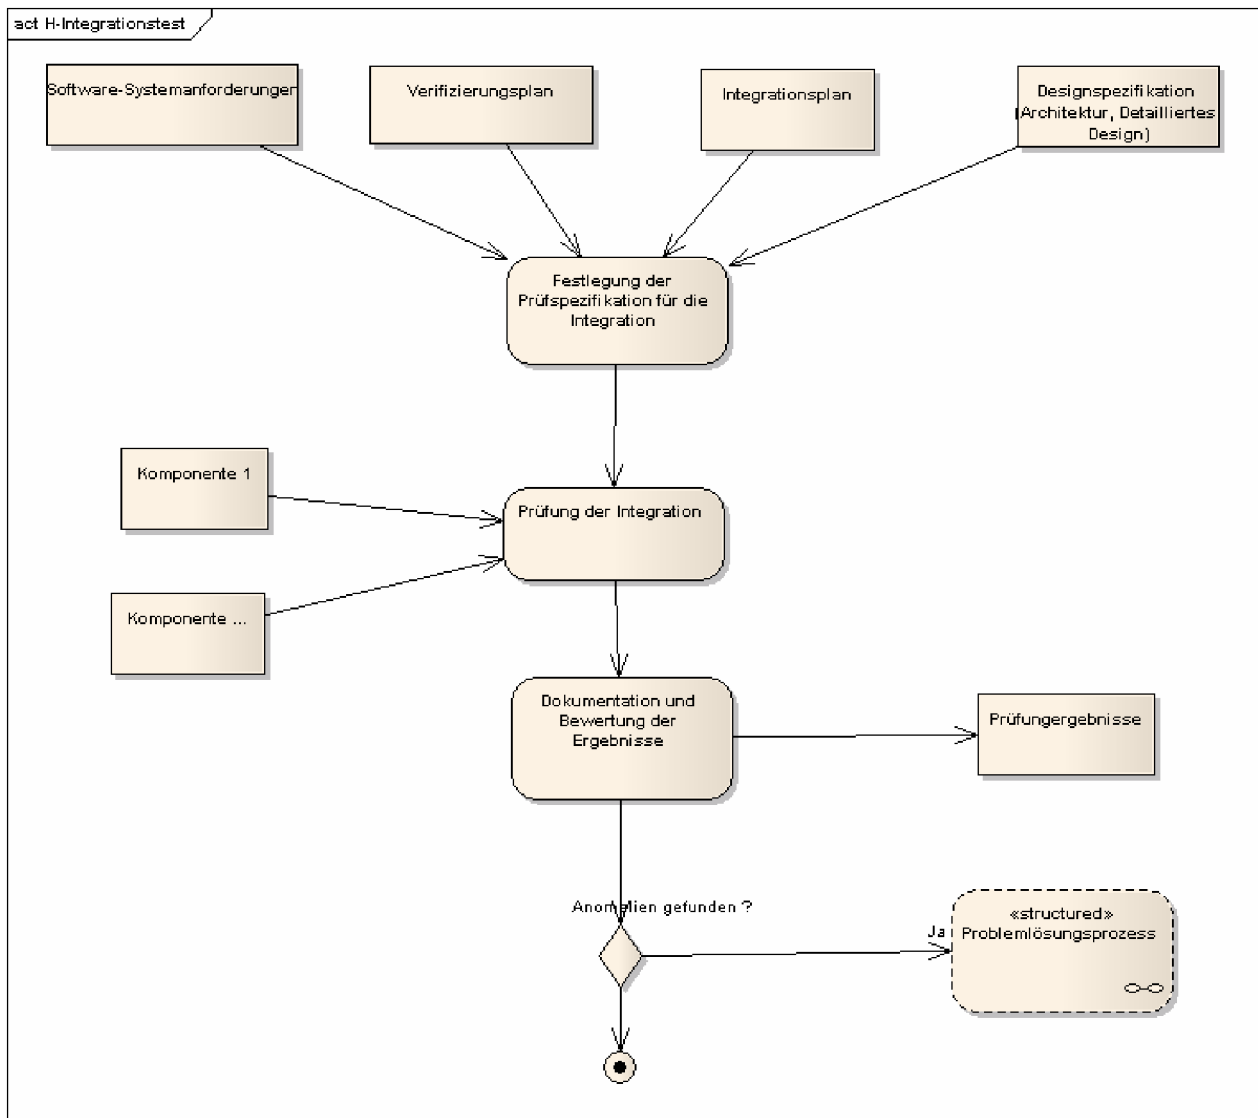 act H-Integrationstest
Software-Systemanforderungen
Verifizierungsplan
Integrationsplan
Designspezifikation
(Architektur, Detailliertes
Design)
Festlegung der
Prüfspezifikation für die
Integration
Komponente 1
Prüfung der Integration
Komponente ...
Dokumentation und
Bewertung der
Ergebnisse
Prüfungergebnisse
Anomalien gefunden ?
Ja
«structured»
Problemlösungsprozess